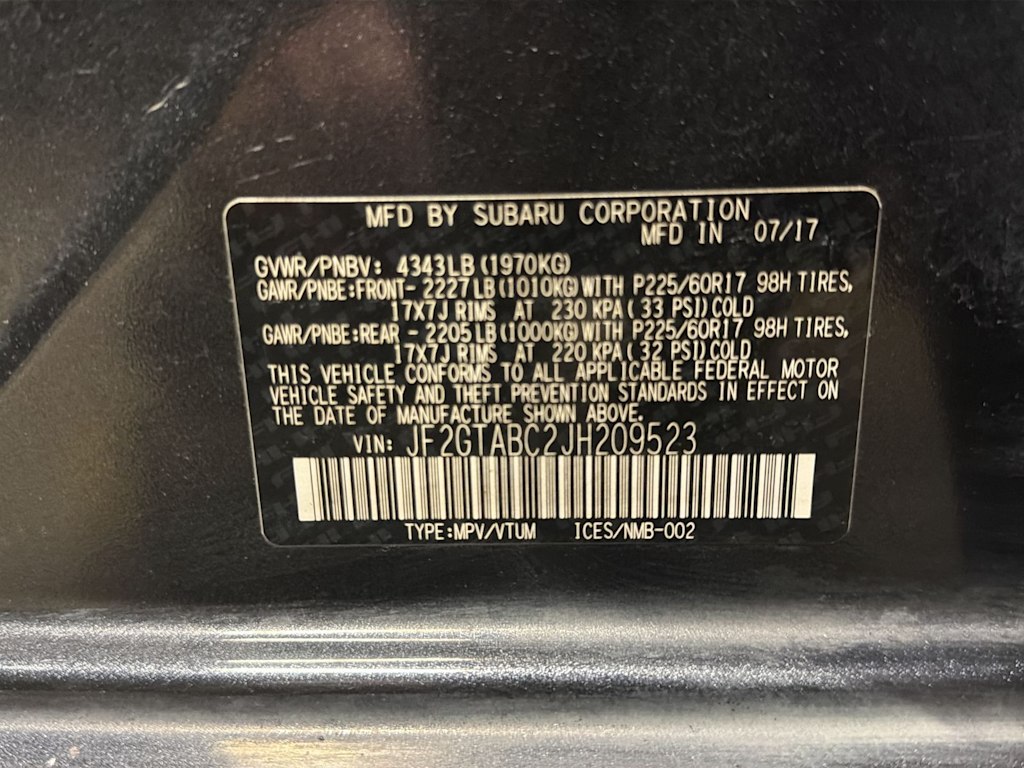 MFD BY SUBARU CORPORATION
MFD IN 07/17
GVWR/PNBV: 4343LB (1970KG)
GAWR/PNBE:FRONT- 2227LB (1010KG) WITH P225/60R17 98H TIRES,
17X7J RIMS AT 230 KPA ( 33 PSI) COLD
GAWR/PNBE:REAR - 2205LB (1000KG) WITH P225/60R17 98H TIRES,
17X7J RIMS AT 220 KPA ( 32 PSI) COLD
THIS VEHICLE CONFORMS TO ALL APPLICABLE FEDERAL MOTOR
VEHICLE SAFETY AND THEFT PREVENTION STANDARDS IN EFFECT ON
THE DATE OF MANUFACTURE SHOWN ABOVE.
VIN: JF2GTABC2JH209523
TYPE:MPV/VTUM ICES/NMB-002